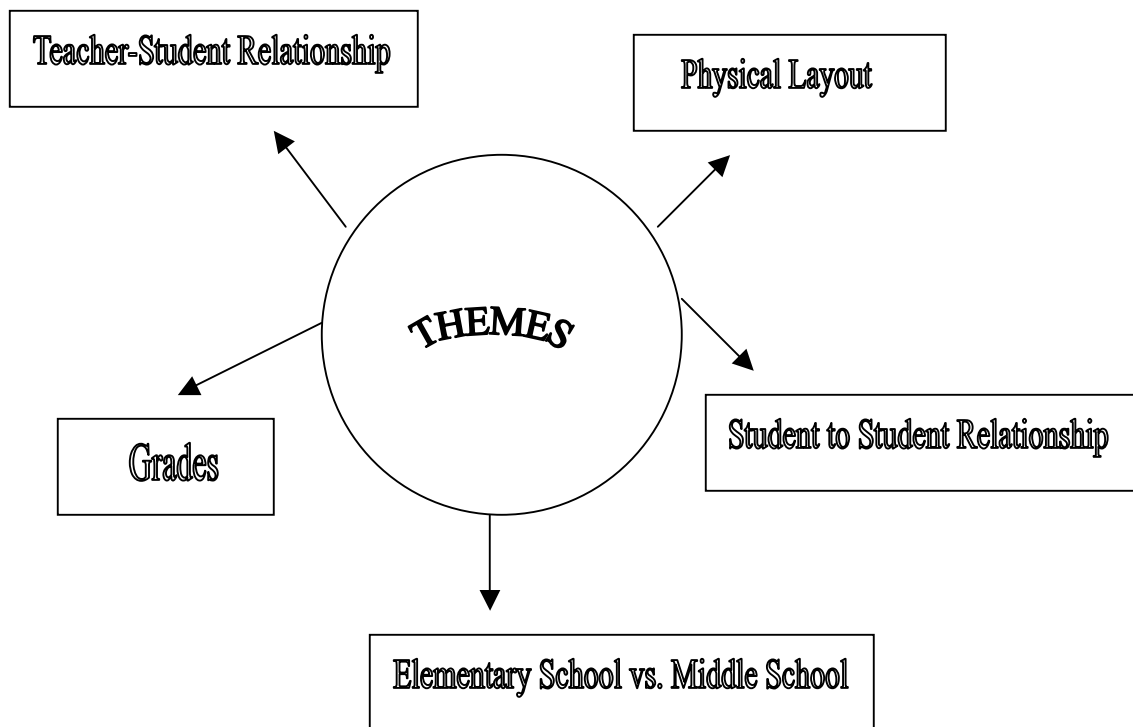 Teacher-Student Relationship
Physical Layout
THEMES
Student to Student Relationship
Grades
Elementary School vs. Middle School